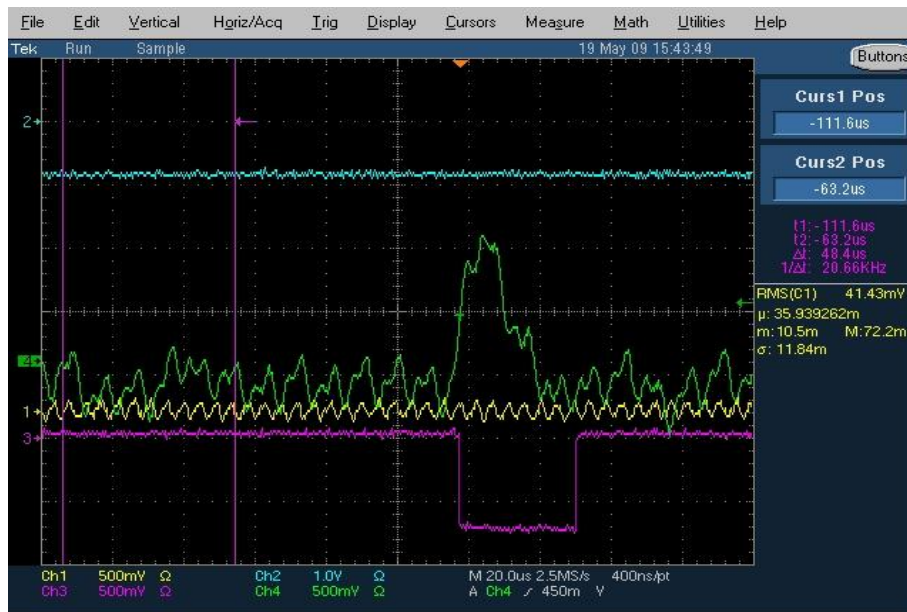 File Edit Vertical Horiz/Acq Trig Display Cursors Measure Math Utilities Help
Tek Run Sample 19 May 09 15:43:49
Buttons
Curs1 Pos
-111.6us
Curs2 Pos
-63.2us
t1: -111.6us
t2: -63.2us
Δt: 48.4us
1/Δt: 20.66KHz
RMS(C1) 41.43mV
µ: 35.939262m
m: 10.5m M: 72.2m
σ: 11.84m
2
4
1
3
Ch1 500mV Ω Ch2 1.0V Ω M 20.0us 2.5MS/s 400ns/pt
Ch3 500mV Ω Ch4 500mV Ω A Ch4 / 450m V